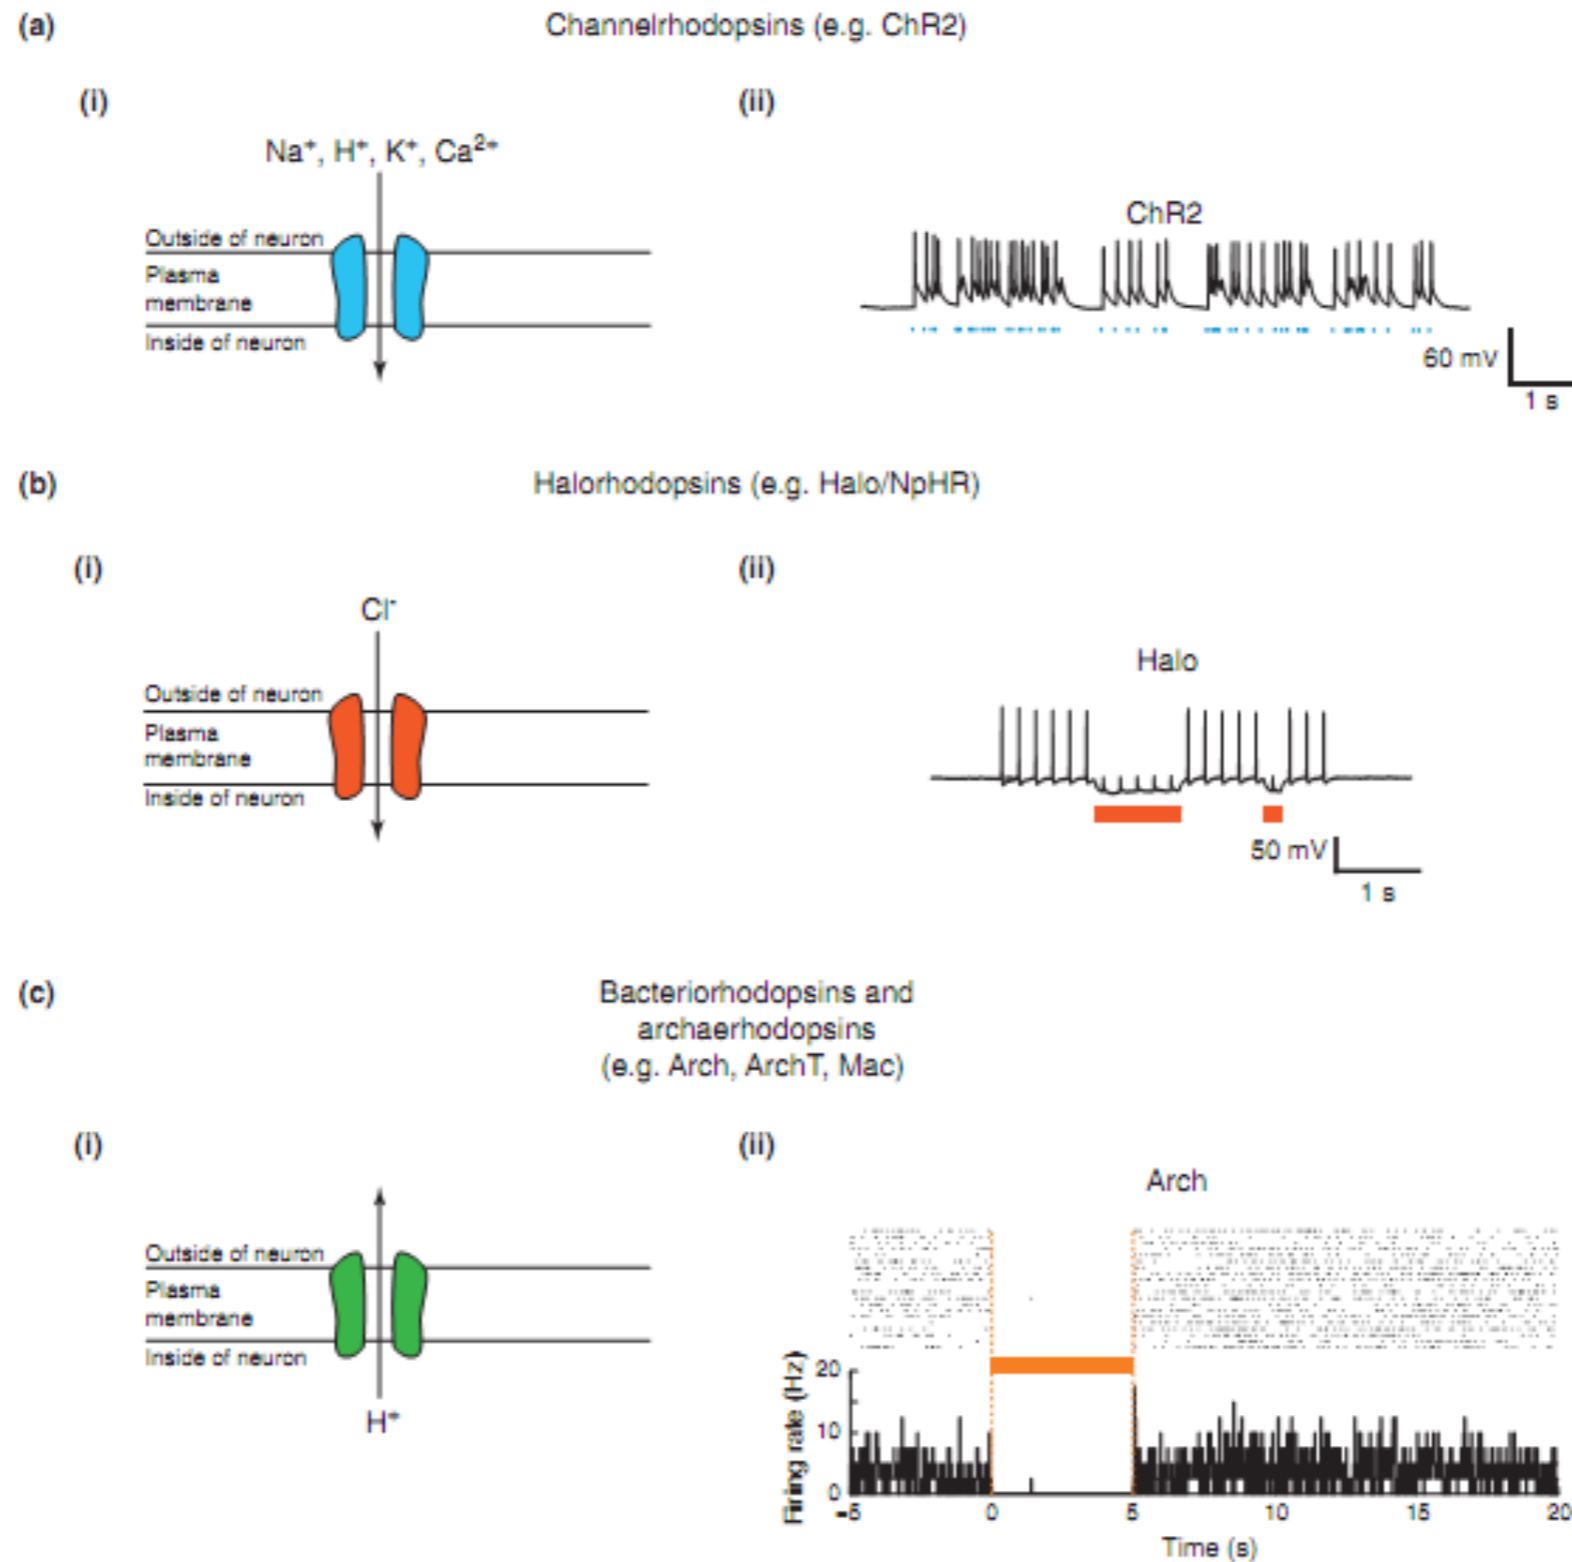 (a)
Channelrhodopsins (e.g. ChR2)
(i)
(ii)
Na⁺, H⁺, K⁺, Ca²⁺
Outside of neuron
Plasma
membrane
Inside of neuron
ChR2
60 mV
1 s
(b)
Halorhodopsins (e.g. Halo/NpHR)
(i)
(ii)
Cl⁻
Outside of neuron
Plasma
membrane
Inside of neuron
Halo
50 mV
1 s
(c)
Bacteriorhodopsins and
archaerhodopsins
(e.g. Arch, ArchT, Mac)
(i)
(ii)
Outside of neuron
Plasma
membrane
Inside of neuron
H⁺
Arch
Firing rate (Hz)
20
10
0
–5 0 5 10 15 20
Time (s)